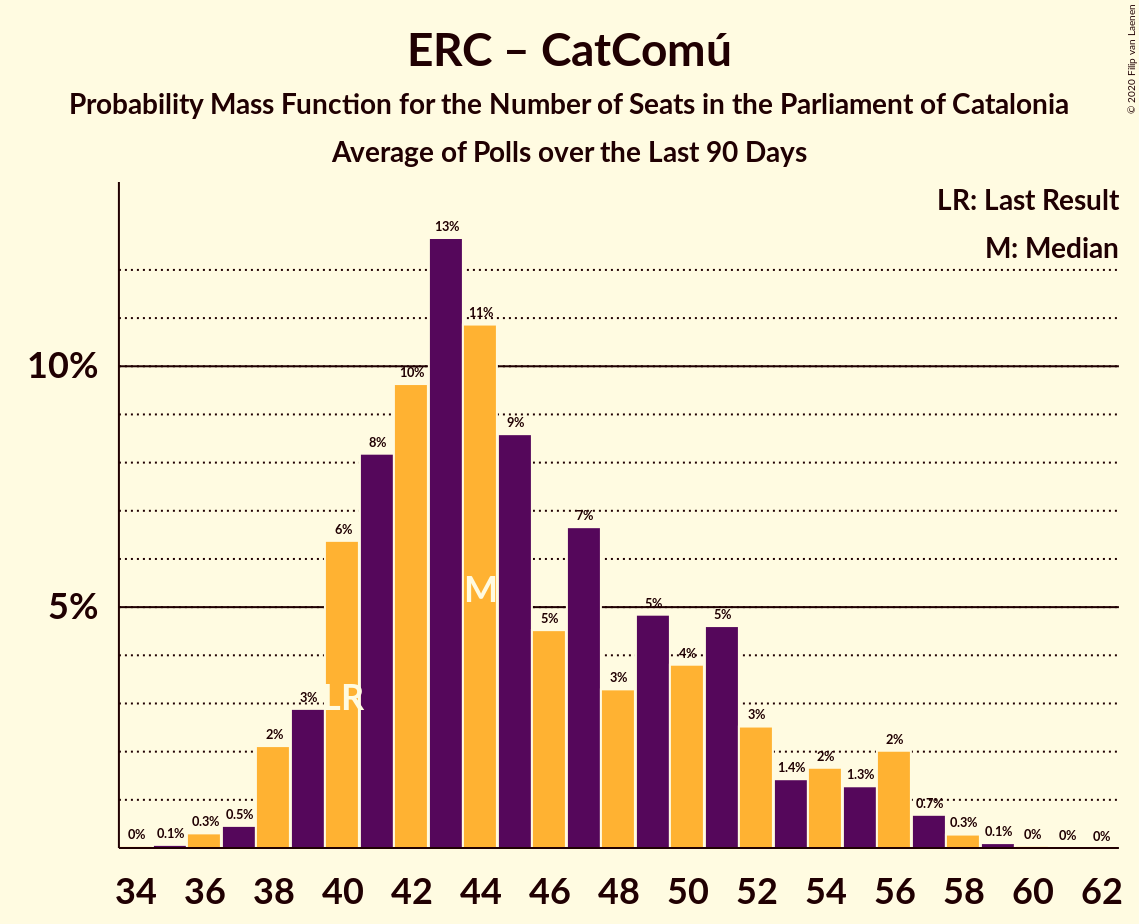 © 2020 Filip van Laenen
ERC – CatComú
Probability Mass Function for the Number of Seats in the Parliament of Catalonia
Average of Polls over the Last 90 Days
LR: Last Result
M: Median
10%
5%
0% 0.1% 0.3% 0.5% 2% 3% 6% 8% 10% 13% 11% 9% 5% 7% 3% 5% 4% 5% 3% 1.4% 2% 1.3% 2% 0.7% 0.3% 0.1% 0% 0% 0%
LR
M
34 36 38 40 42 44 46 48 50 52 54 56 58 60 62